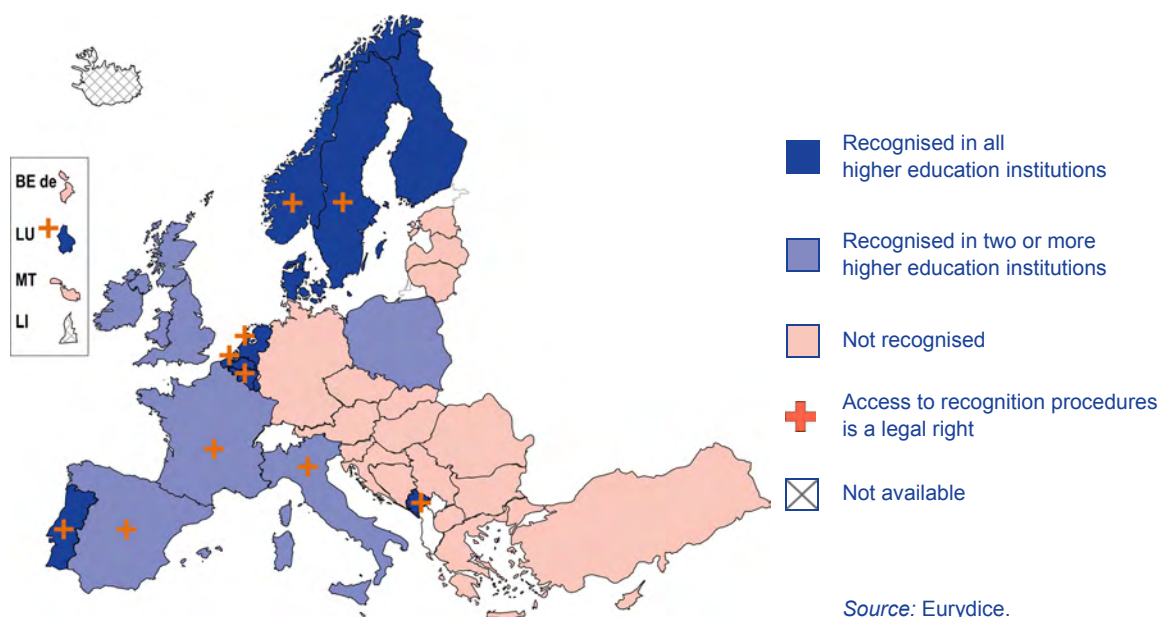 BE de
LU
MT
LI
Recognised in all
higher education institutions
Recognised in two or more
higher education institutions
Not recognised
Access to recognition procedures
is a legal right
Not available
Source: Eurydice.